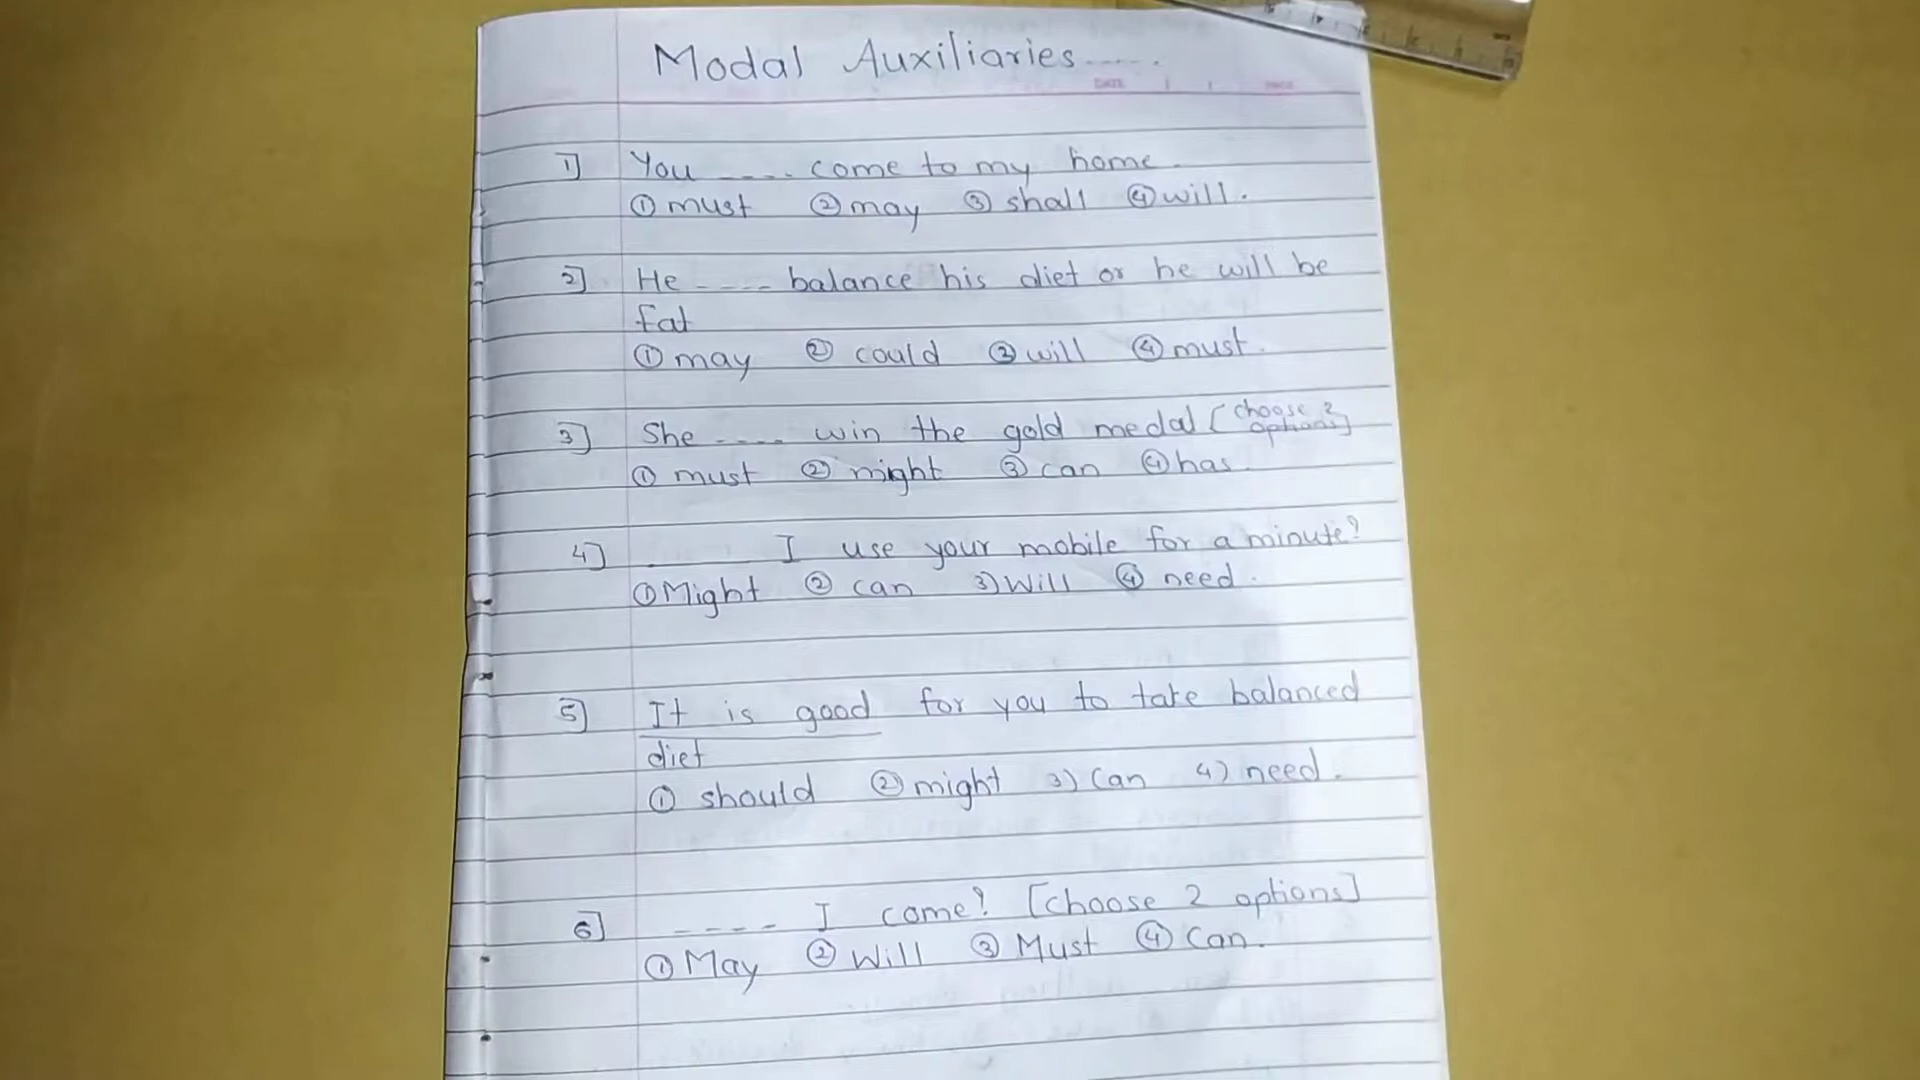 Modal Auxiliaries.....
DATE PAGE
1] You .... come to my home.
① must ② may ③ shall ④ will.
2] He ---- balance his diet or he will be
fat
① may ② could ③ will ④ must.
3] She .... win the gold medal [choose 2
options]
① must ② might ③ can ④ has.
4] ____ I use your mobile for a minute?
① Might ② can 3) Will ④ need.
5] It is good for you to take balanced
diet
① should ② might 3) Can 4) need.
6] ---- I come? [choose 2 options]
① May ② Will ③ Must ④ Can.